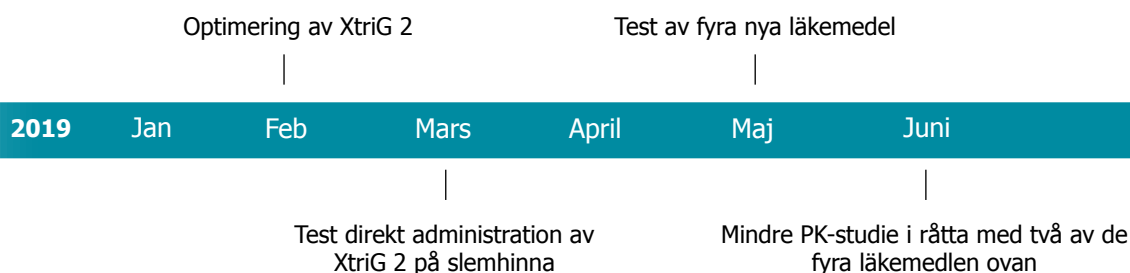 Optimering av XtriG 2
Test av fyra nya läkemedel
2019 Jan Feb Mars April Maj Juni
Test direkt administration av
XtriG 2 på slemhinna
Mindre PK-studie i råtta med två av de
fyra läkemedlen ovan